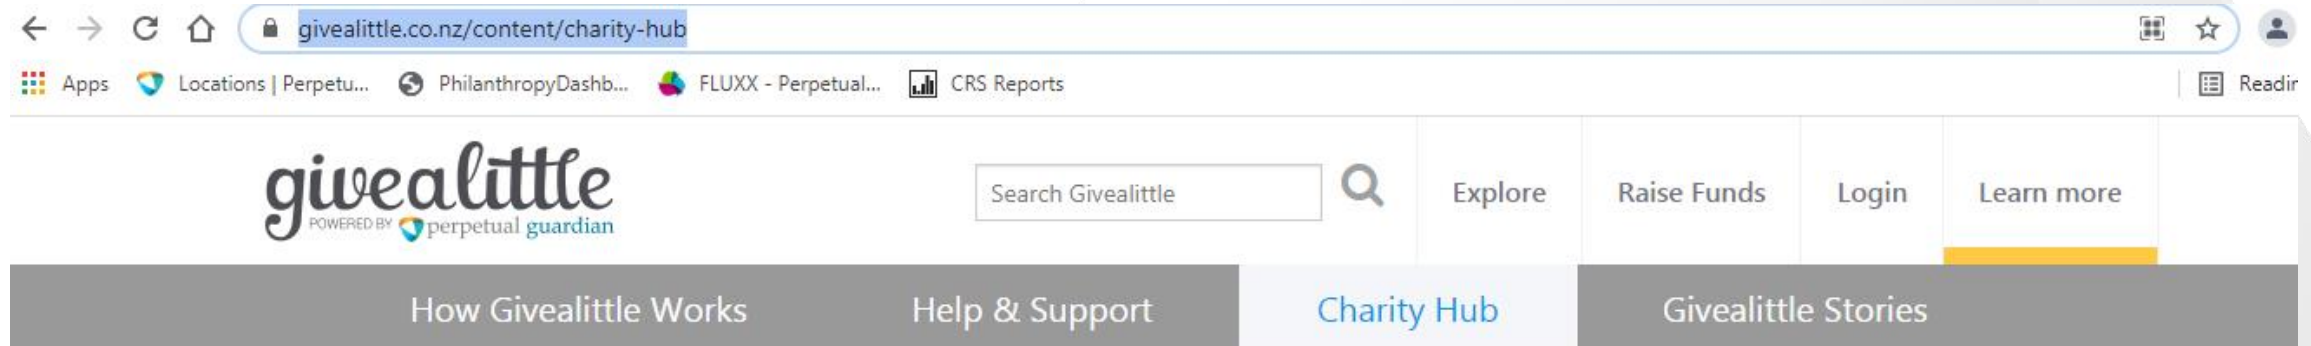 givealittle.co.nz/content/charity-hub
Apps Locations | Perpetu... PhilanthropyDashb... FLUXX - Perpetual... CRS Reports Readin
givealittle
POWERED BY perpetual guardian
Search Givealittle Explore Raise Funds Login Learn more
How Givealittle Works Help & Support Charity Hub Givealittle Stories